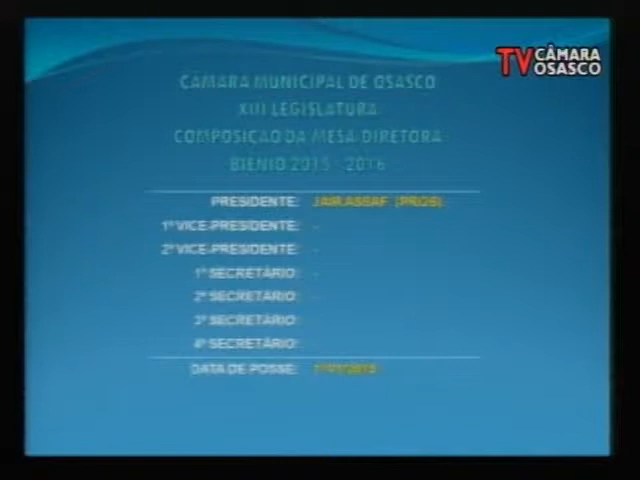 TV CÂMARA
OSASCO
CÂMARA MUNICIPAL DE OSASCO
XIII LEGISLATURA
COMPOSIÇÃO DA MESA DIRETORA
BIÊNIO 2015 - 2016
PRESIDENTE: JAIR ASSAF (PROS)
1º VICE-PRESIDENTE: -
2º VICE-PRESIDENTE: -
1º SECRETÁRIO: -
2º SECRETÁRIO: -
3º SECRETÁRIO:
4º SECRETÁRIO:
DATA DE POSSE: